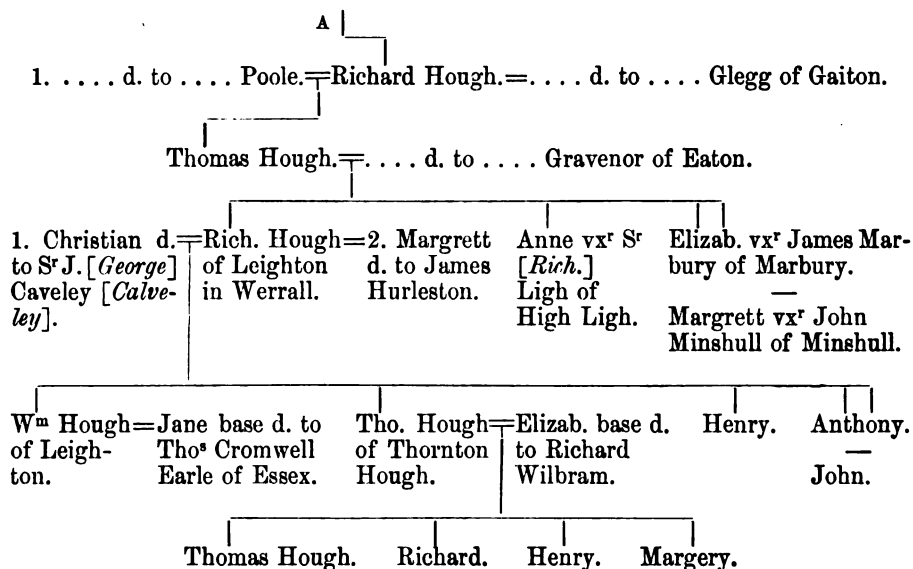 A
1. . . . . d. to . . . . Poole.=Richard Hough.=. . . . d. to . . . . Glegg of Gaiton.
Thomas Hough.=. . . . d. to . . . . Gravenor of Eaton.
1. Christian d.=Rich. Hough=2. Margrett
to Sʳ J. [George] of Leighton d. to James
Caveley [Calve- in Werrall. Hurleston.
ley].
Anne vxʳ Sʳ
[Rich.]
Ligh of
High Ligh.
Elizab. vxʳ James Mar-
bury of Marbury.
—
Margrett vxʳ John
Minshull of Minshull.
Wᵐ Hough=Jane base d. to
of Leigh- Thoˢ Cromwell
ton. Earle of Essex.
Tho. Hough=Elizab. base d.
of Thornton to Richard
Hough. Wilbram.
Henry.
Anthony.
—
John.
Thomas Hough. Richard. Henry. Margery.